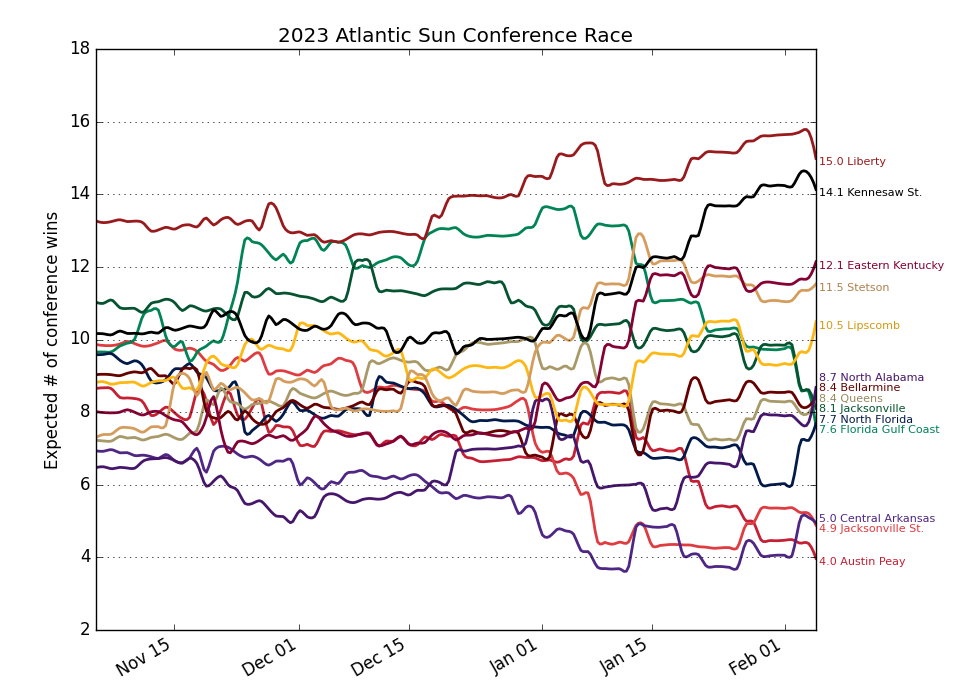 2023 Atlantic Sun Conference Race
Expected # of conference wins
18
16
14
12
10
8
6
4
2
Nov 15
Dec 01
Dec 15
Jan 01
Jan 15
Feb 01
15.0 Liberty
14.1 Kennesaw St.
12.1 Eastern Kentucky
11.5 Stetson
10.5 Lipscomb
8.7 North Alabama
8.4 Bellarmine
8.4 Queens
8.1 Jacksonville
7.7 North Florida
7.6 Florida Gulf Coast
5.0 Central Arkansas
4.9 Jacksonville St.
4.0 Austin Peay